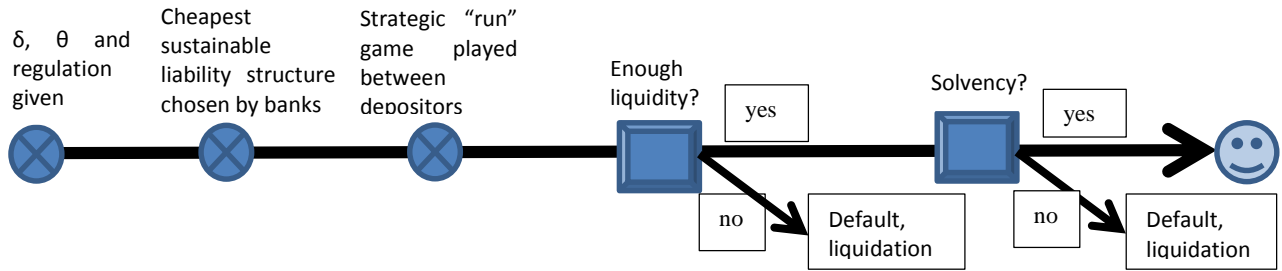 δ, θ and
regulation
given
Cheapest
sustainable
liability structure
chosen by banks
Strategic “run”
game played
between
depositors
Enough
liquidity?
yes
no
Default,
liquidation
Solvency?
yes
no
Default,
liquidation